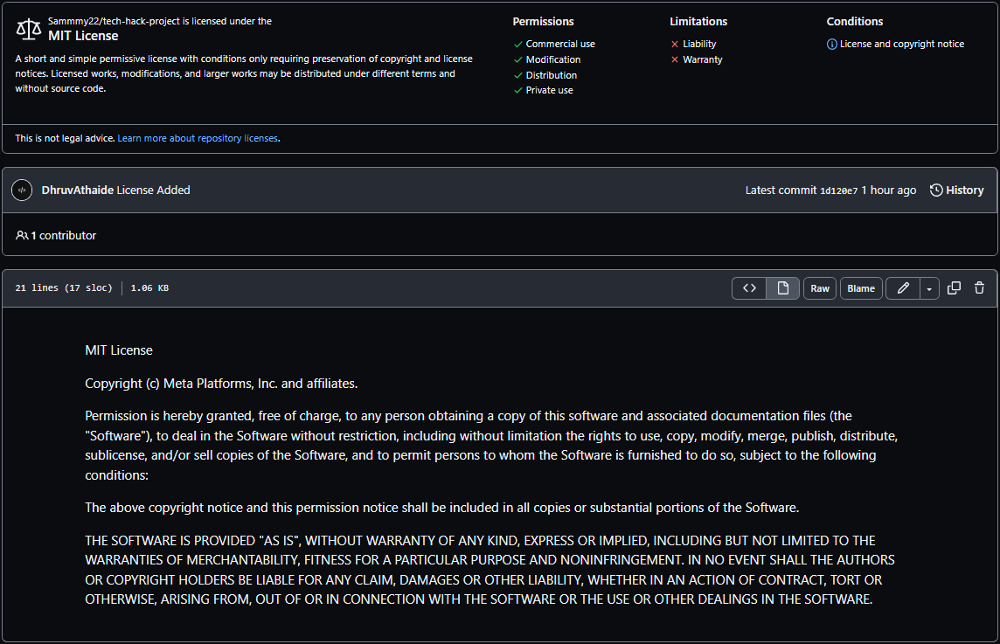 Sammmy22/tech-hack-project is licensed under the
MIT License
A short and simple permissive license with conditions only requiring preservation of copyright and license
notices. Licensed works, modifications, and larger works may be distributed under different terms and
without source code.
Permissions
Commercial use
Modification
Distribution
Private use
Limitations
Liability
Warranty
Conditions
License and copyright notice
This is not legal advice. Learn more about repository licenses.
DhruvAthaide License Added
Latest commit 1d120e7 1 hour ago History
1 contributor
21 lines (17 sloc) 1.06 KB
Raw Blame
MIT License
Copyright (c) Meta Platforms, Inc. and affiliates.
Permission is hereby granted, free of charge, to any person obtaining a copy of this software and associated documentation files (the
"Software"), to deal in the Software without restriction, including without limitation the rights to use, copy, modify, merge, publish, distribute,
sublicense, and/or sell copies of the Software, and to permit persons to whom the Software is furnished to do so, subject to the following
conditions:
The above copyright notice and this permission notice shall be included in all copies or substantial portions of the Software.
THE SOFTWARE IS PROVIDED "AS IS", WITHOUT WARRANTY OF ANY KIND, EXPRESS OR IMPLIED, INCLUDING BUT NOT LIMITED TO THE
WARRANTIES OF MERCHANTABILITY, FITNESS FOR A PARTICULAR PURPOSE AND NONINFRINGEMENT. IN NO EVENT SHALL THE AUTHORS
OR COPYRIGHT HOLDERS BE LIABLE FOR ANY CLAIM, DAMAGES OR OTHER LIABILITY, WHETHER IN AN ACTION OF CONTRACT, TORT OR
OTHERWISE, ARISING FROM, OUT OF OR IN CONNECTION WITH THE SOFTWARE OR THE USE OR OTHER DEALINGS IN THE SOFTWARE.